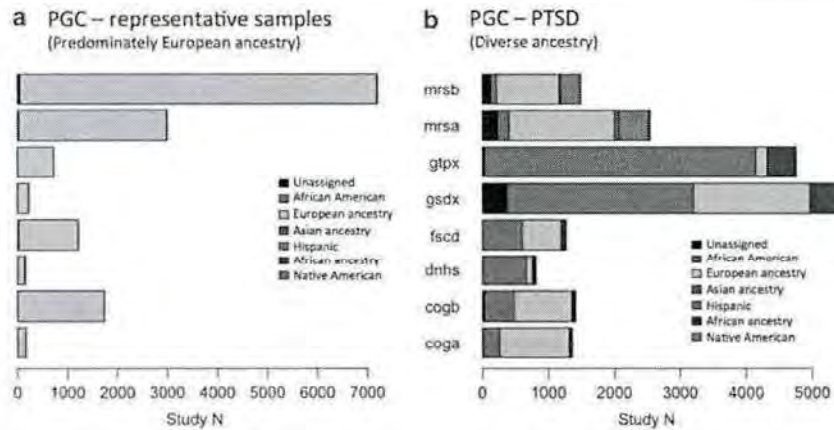 a PGC – representative samples
(Predominately European ancestry)
Unassigned
African American
European ancestry
Asian ancestry
Hispanic
African ancestry
Native American
0 1000 2000 3000 4000 5000 6000 7000
Study N
b PGC – PTSD
(Diverse ancestry)
mrsb
mrsa
gtpx
gsdx
fscd
dnhs
cogb
coga
Unassigned
African American
European ancestry
Asian ancestry
Hispanic
African ancestry
Native American
0 1000 2000 3000 4000 5000
Study N